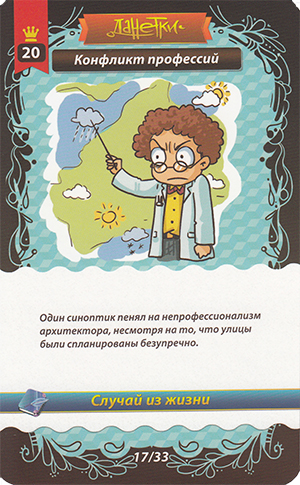 Данетки
20
Конфликт профессий
Один синоптик пенял на непрофессионализм
архитектора, несмотря на то, что улицы
были спланированы безупречно.
Случай из жизни
17/33